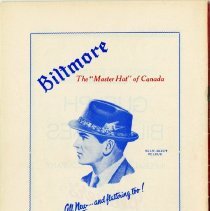 Biltmore
The "Master Hat" of Canada
All New...and flattering too!